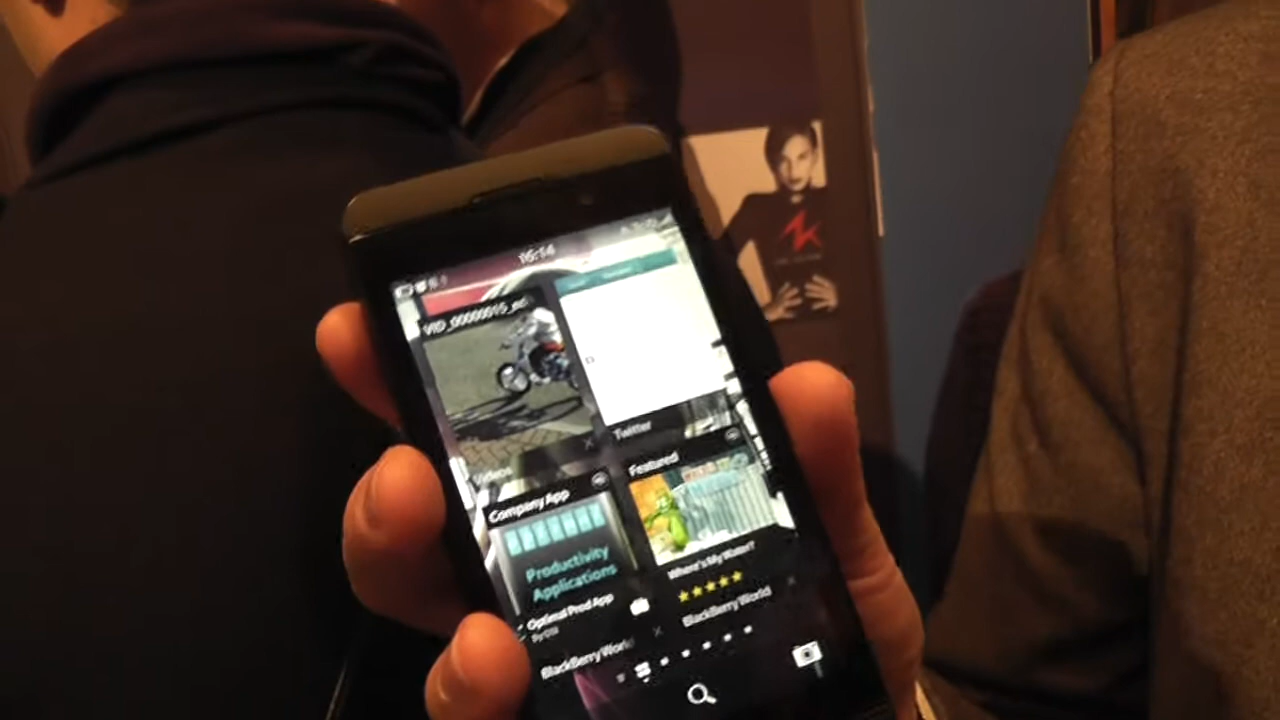 16:14
VID_00000015_ed
Twitter
Videos
Featured
Company App
Productivity
Applications
Where's My Water?
Optimal Prod App
BlackBerry World
BlackBerry World